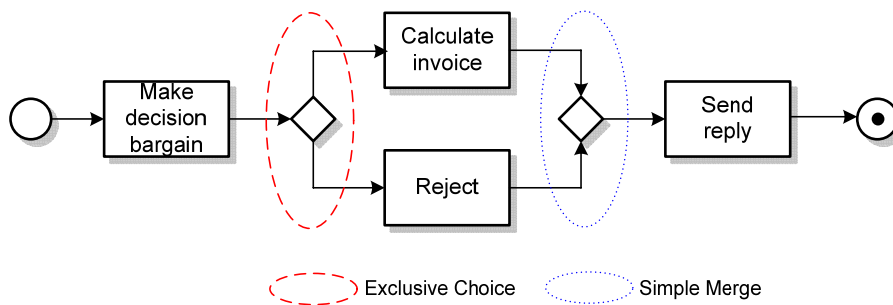 Make
decision
bargain
Calculate
invoice
Reject
Send
reply
Exclusive Choice
Simple Merge